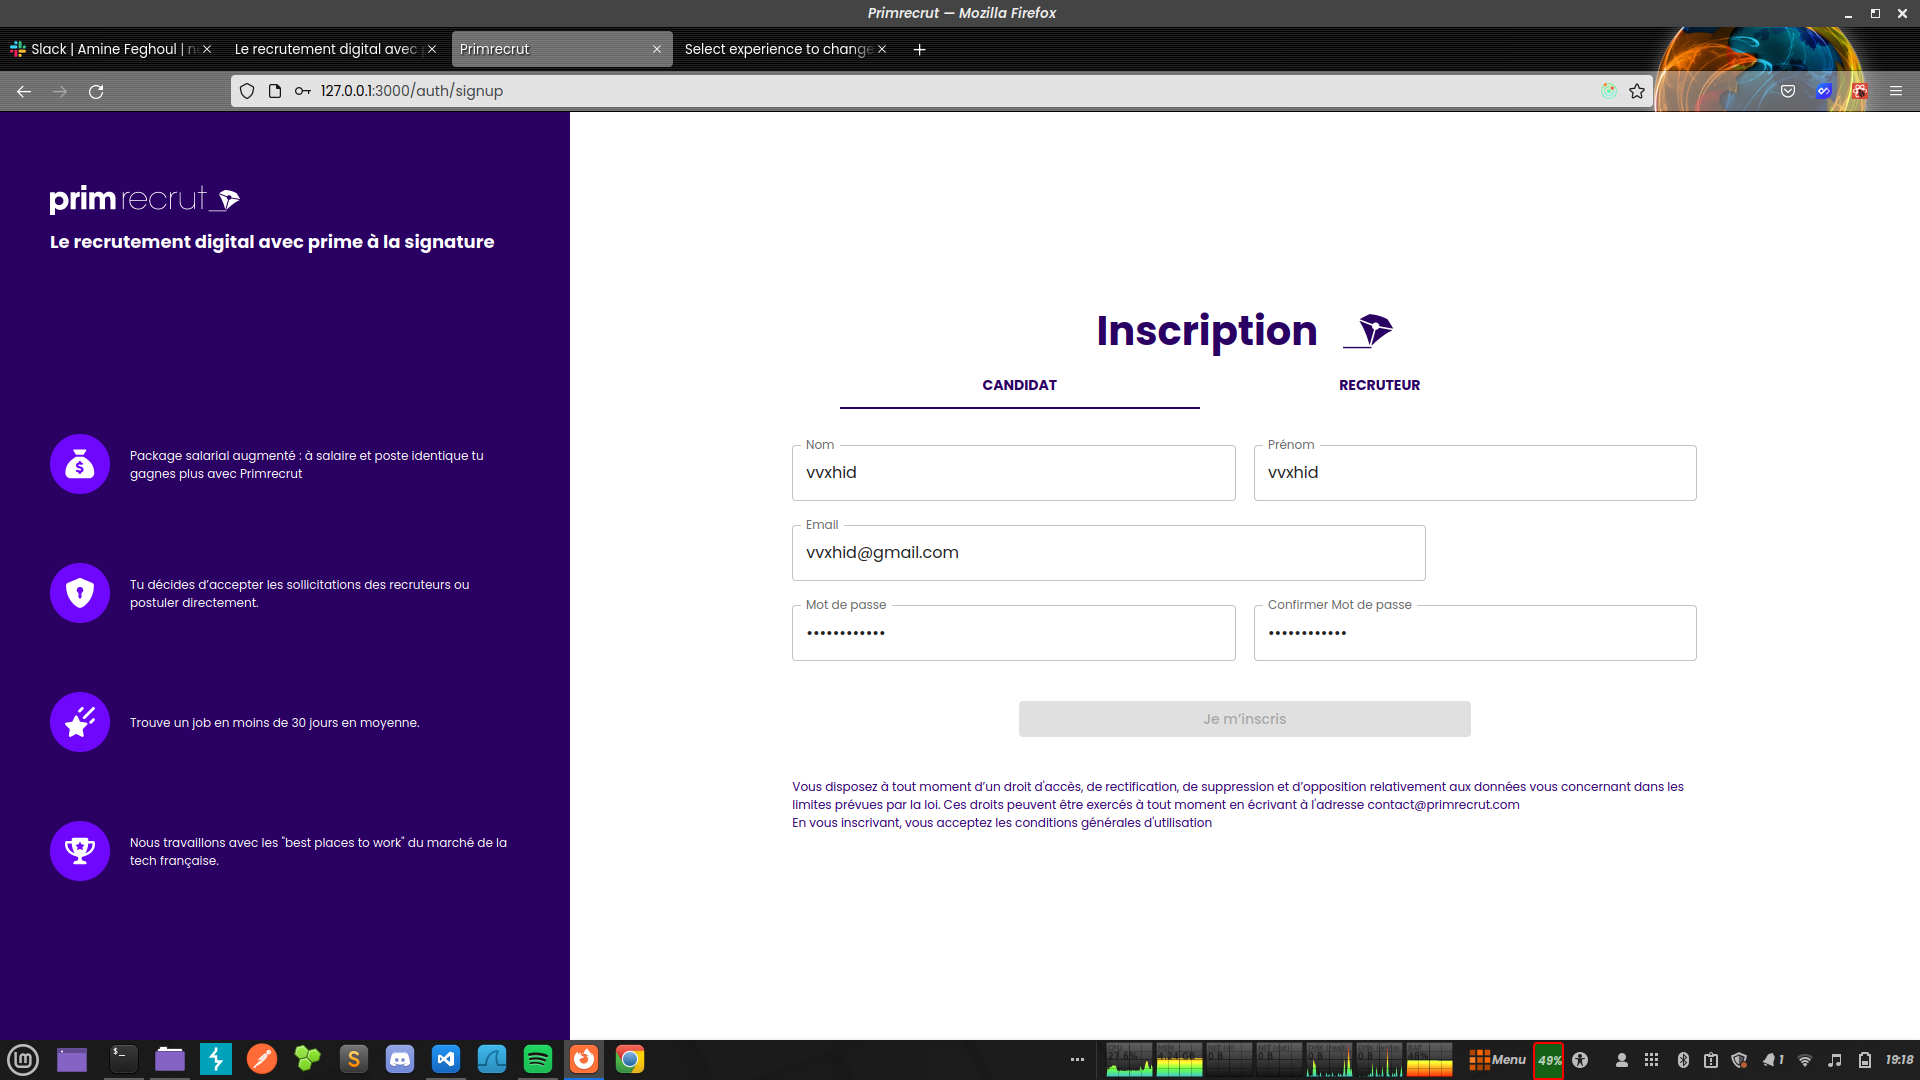 Primrecrut — Mozilla Firefox
Slack | Amine Feghoul | n
Le recrutement digital avec
Primrecrut
Select experience to change
127.0.0.1:3000/auth/signup
prim recrut_
Le recrutement digital avec prime à la signature
Package salarial augmenté : à salaire et poste identique tu
gagnes plus avec Primrecrut
Tu décides d’accepter les sollicitations des recruteurs ou
postuler directement.
Trouve un job en moins de 30 jours en moyenne.
Nous travaillons avec les "best places to work" du marché de la
tech française.
Inscription
CANDIDAT
RECRUTEUR
Nom
vvxhid
Prénom
vvxhid
Email
vvxhid@gmail.com
Mot de passe
••••••••••••
Confirmer Mot de passe
••••••••••••
Je m’inscris
Vous disposez à tout moment d’un droit d'accès, de rectification, de suppression et d’opposition relativement aux données vous concernant dans les
limites prévues par la loi. Ces droits peuvent être exercés à tout moment en écrivant à l'adresse contact@primrecrut.com
En vous inscrivant, vous acceptez les conditions générales d'utilisation
Menu
49%
1
19:18